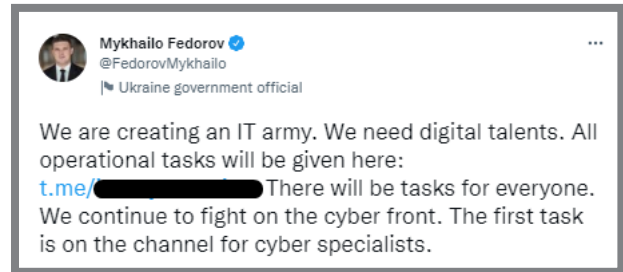 Mykhailo Fedorov
@FedorovMykhailo
Ukraine government official
We are creating an IT army. We need digital talents. All
operational tasks will be given here:
t.me/ There will be tasks for everyone.
We continue to fight on the cyber front. The first task
is on the channel for cyber specialists.